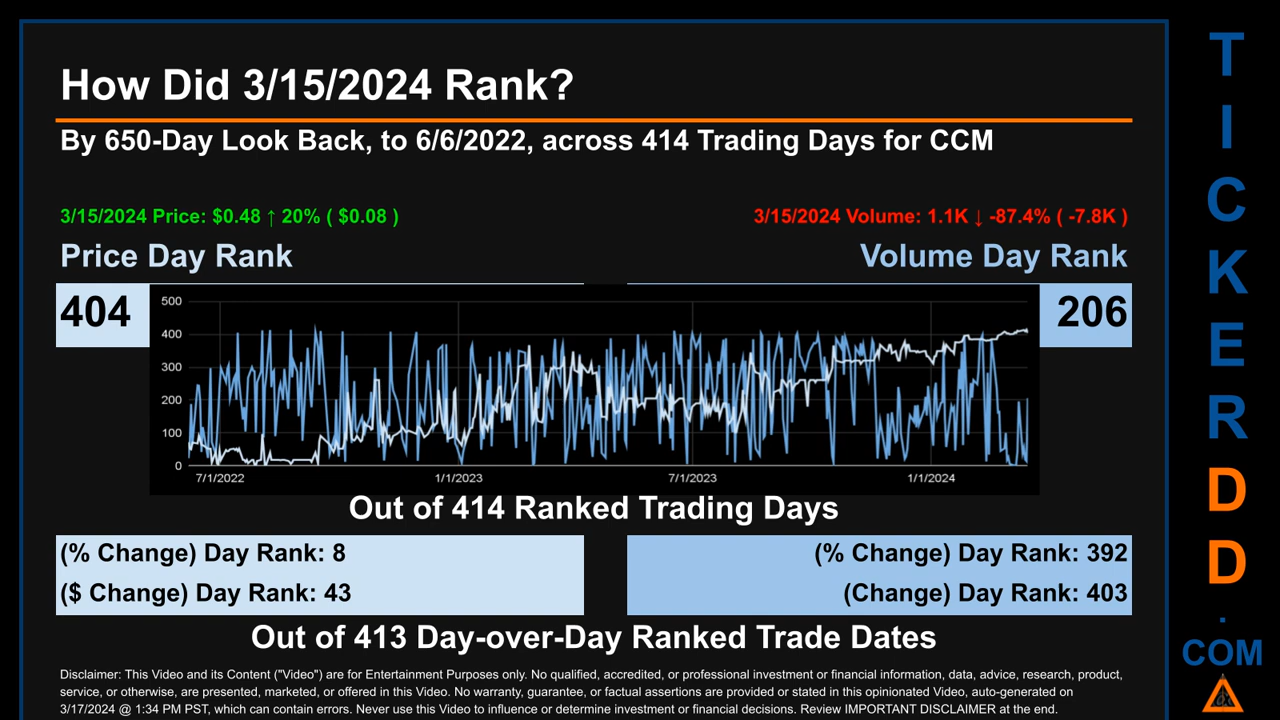 How Did 3/15/2024 Rank?
By 650-Day Look Back, to 6/6/2022, across 414 Trading Days for CCM
3/15/2024 Price: $0.48 ↑ 20% ( $0.08 )
3/15/2024 Volume: 1.1K ↓ -87.4% ( -7.8K )
Price Day Rank
Volume Day Rank
404
206
500
400
300
200
100
0
7/1/2022
1/1/2023
7/1/2023
1/1/2024
Out of 414 Ranked Trading Days
(% Change) Day Rank: 8
($ Change) Day Rank: 43
(% Change) Day Rank: 392
(Change) Day Rank: 403
Out of 413 Day-over-Day Ranked Trade Dates
Disclaimer: This Video and its Content ("Video") are for Entertainment Purposes only. No qualified, accredited, or professional investment or financial information, data, advice, research, product,
service, or otherwise, are presented, marketed, or offered in this Video. No warranty, guarantee, or factual assertions are provided or stated in this opinionated Video, auto-generated on
3/17/2024 @ 1:34 PM PST, which can contain errors. Never use this Video to influence or determine investment or financial decisions. Review IMPORTANT DISCLAIMER at the end.
T
I
C
K
E
R
D
D
.
COM